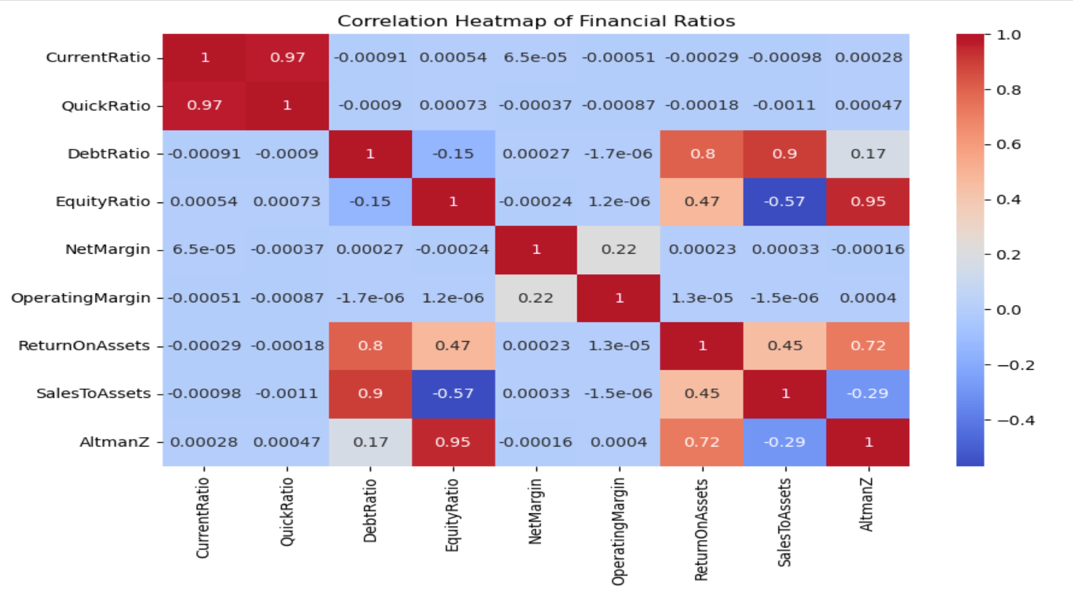 Correlation Heatmap of Financial Ratios
CurrentRatio 1 0.97 -0.00091 0.00054 6.5e-05 -0.00051 -0.00029 -0.00098 0.00028
QuickRatio 0.97 1 -0.0009 0.00073 -0.00037 -0.00087 -0.00018 -0.0011 0.00047
DebtRatio -0.00091 -0.0009 1 -0.15 0.00027 -1.7e-06 0.8 0.9 0.17
EquityRatio 0.00054 0.00073 -0.15 1 -0.00024 1.2e-06 0.47 -0.57 0.95
NetMargin 6.5e-05 -0.00037 0.00027 -0.00024 1 0.22 0.00023 0.00033 -0.00016
OperatingMargin -0.00051 -0.00087 -1.7e-06 1.2e-06 0.22 1 1.3e-05 -1.5e-06 0.0004
ReturnOnAssets -0.00029 -0.00018 0.8 0.47 0.00023 1.3e-05 1 0.45 0.72
SalesToAssets -0.00098 -0.0011 0.9 -0.57 0.00033 -1.5e-06 0.45 1 -0.29
AltmanZ 0.00028 0.00047 0.17 0.95 -0.00016 0.0004 0.72 -0.29 1
CurrentRatio
QuickRatio
DebtRatio
EquityRatio
NetMargin
OperatingMargin
ReturnOnAssets
SalesToAssets
AltmanZ
1.0
0.8
0.6
0.4
0.2
0.0
−0.2
−0.4